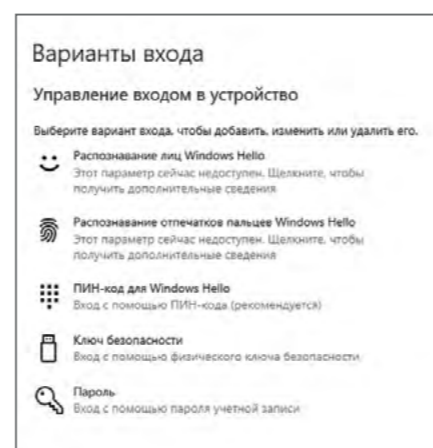 Варианты входа
Управление входом в устройство
Выберите вариант входа, чтобы добавить, изменить или удалить его.
Распознавание лиц Windows Hello
Этот параметр сейчас недоступен. Щелкните, чтобы
получить дополнительные сведения
Распознавание отпечатков пальцев Windows Hello
Этот параметр сейчас недоступен. Щелкните, чтобы
получить дополнительные сведения
ПИН-код для Windows Hello
Вход с помощью ПИН-кода (рекомендуется)
Ключ безопасности
Вход с помощью физического ключа безопасности
Пароль
Вход с помощью пароля учетной записи